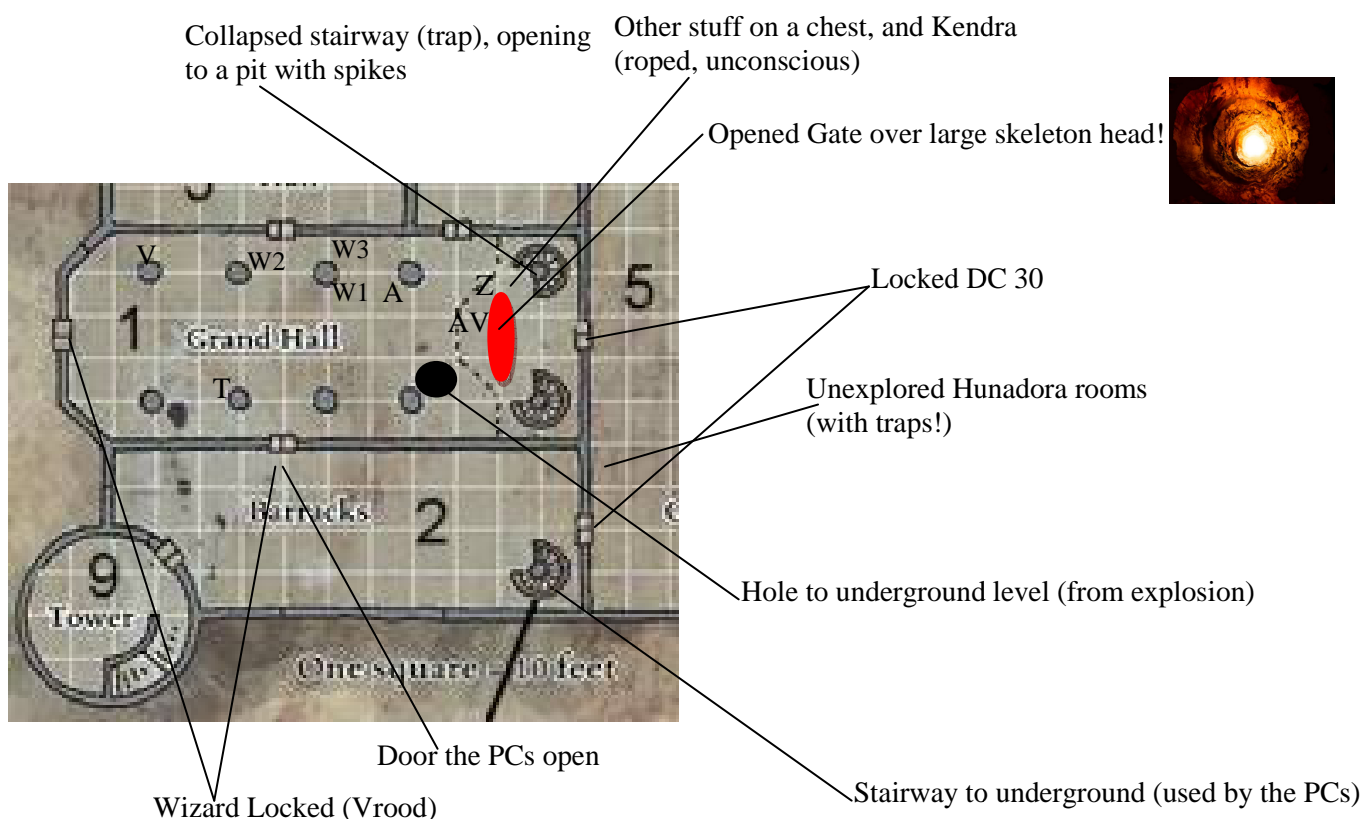 Collapsed stairway (trap), opening
to a pit with spikes
Other stuff on a chest, and Kendra
(roped, unconscious)
Opened Gate over large skeleton head!
V
W2
W3
W1
A
Z
AV
5
Locked DC 30
1
Grand Hall
T
Unexplored Hunadora rooms
(with traps!)
Barracks
2
9
Tower
Hole to underground level (from explosion)
One square = 10 feet
Door the PCs open
Wizard Locked (Vrood)
Stairway to underground (used by the PCs)